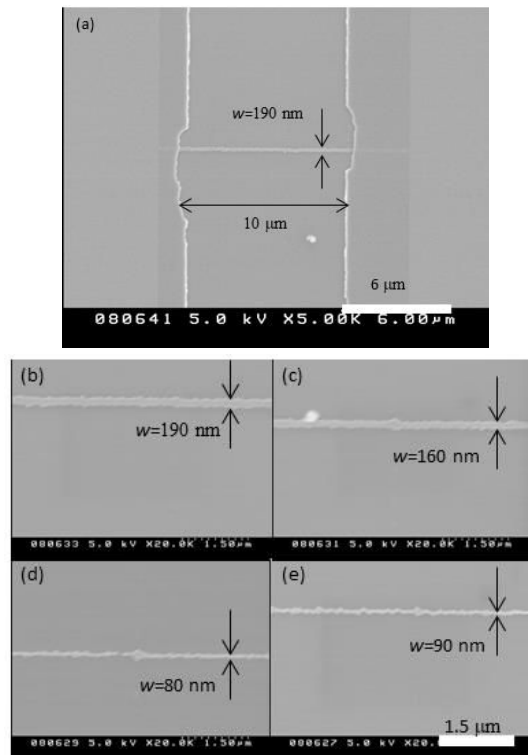 (a)
w=190 nm
10 μm
6 μm
080641 5.0 kV X5.00K 6.00μm
(b)
w=190 nm
080633 5.0 kV X20.0K 1.50μm
(c)
w=160 nm
080631 5.0 kV X20.0K 1.50μm
(d)
w=80 nm
080629 5.0 kV X20.0K 1.50μm
(e)
w=90 nm
1.5 μm
080627 5.0 kV X20.0K